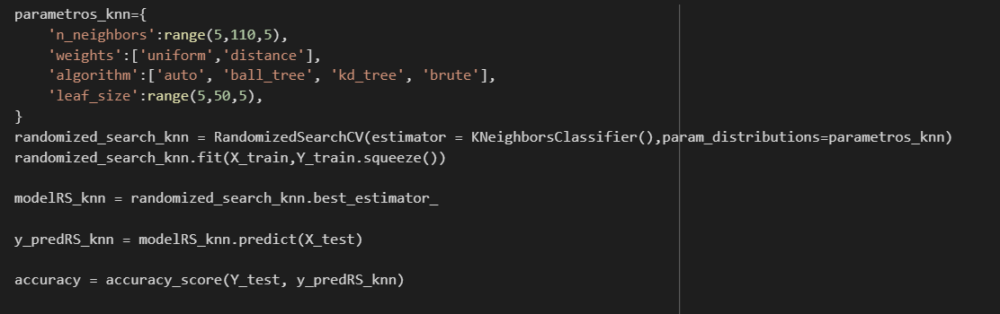 parametros_knn={
    'n_neighbors':range(5,110,5),
    'weights':['uniform','distance'],
    'algorithm':['auto', 'ball_tree', 'kd_tree', 'brute'],
    'leaf_size':range(5,50,5),
}
randomized_search_knn = RandomizedSearchCV(estimator = KNeighborsClassifier(),param_distributions=parametros_knn)
randomized_search_knn.fit(X_train,Y_train.squeeze())
modelRS_knn = randomized_search_knn.best_estimator_
y_predRS_knn = modelRS_knn.predict(X_test)
accuracy = accuracy_score(Y_test, y_predRS_knn)